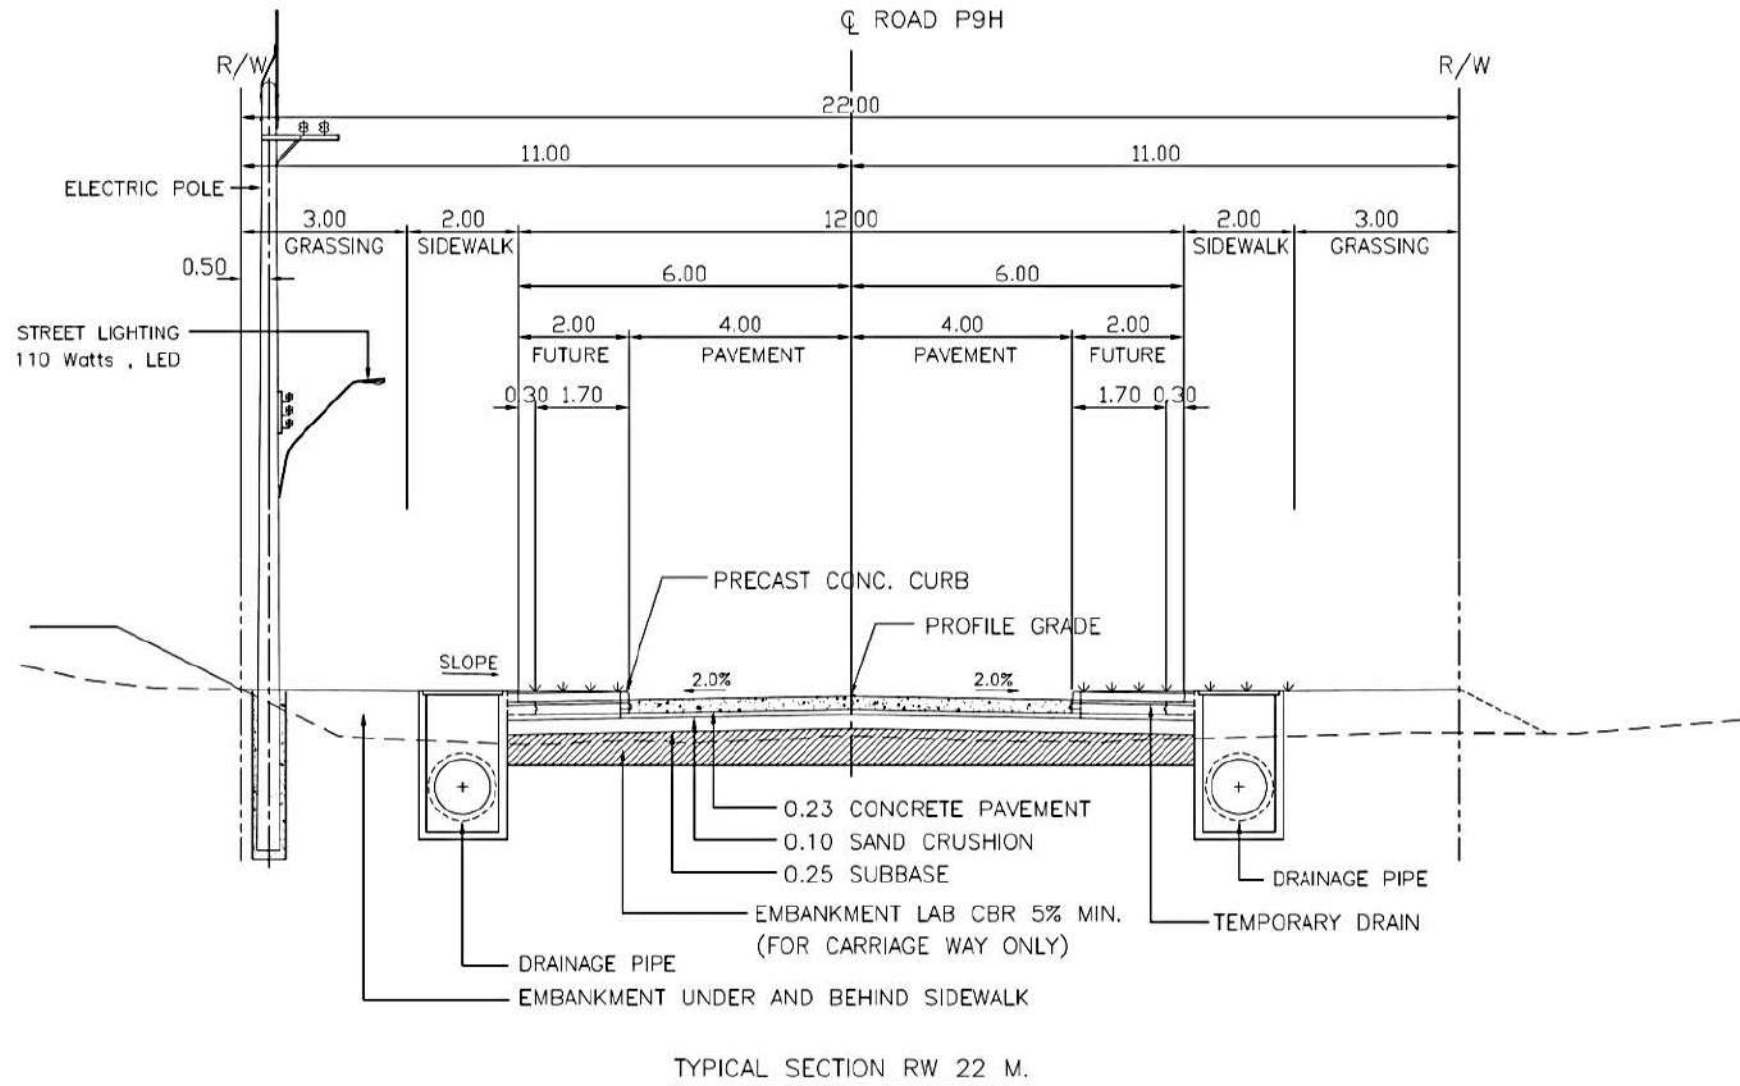 ℄ ROAD P9H
R/W
R/W
22.00
11.00
11.00
ELECTRIC POLE
3.00
2.00
12.00
2.00
3.00
GRASSING
SIDEWALK
SIDEWALK
GRASSING
0.50
6.00
6.00
STREET LIGHTING
110 Watts , LED
2.00
4.00
4.00
2.00
FUTURE
PAVEMENT
PAVEMENT
FUTURE
0.30
1.70
1.70
0.30
PRECAST CONC. CURB
PROFILE GRADE
SLOPE
2.0%
2.0%
0.23 CONCRETE PAVEMENT
0.10 SAND CRUSHION
0.25 SUBBASE
DRAINAGE PIPE
EMBANKMENT LAB CBR 5% MIN.
(FOR CARRIAGE WAY ONLY)
TEMPORARY DRAIN
DRAINAGE PIPE
EMBANKMENT UNDER AND BEHIND SIDEWALK
TYPICAL SECTION RW 22 M.